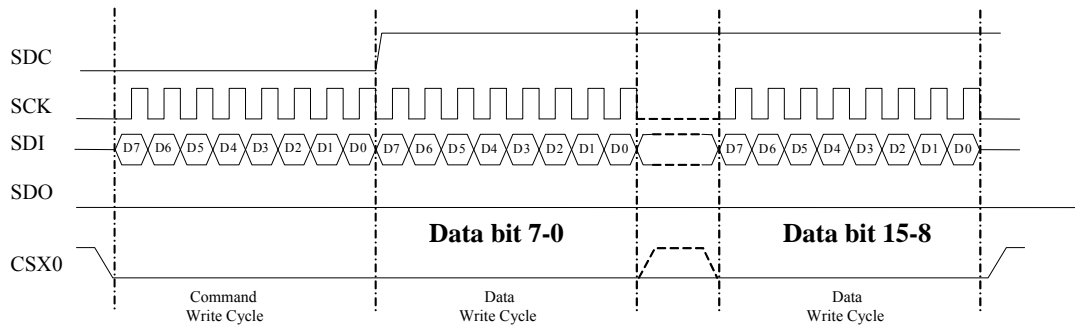 SDC
SCK
SDI D7 D6 D5 D4 D3 D2 D1 D0 D7 D6 D5 D4 D3 D2 D1 D0 D7 D6 D5 D4 D3 D2 D1 D0
SDO
Data bit 7-0 Data bit 15-8
CSX0
Command Data Data
Write Cycle Write Cycle Write Cycle